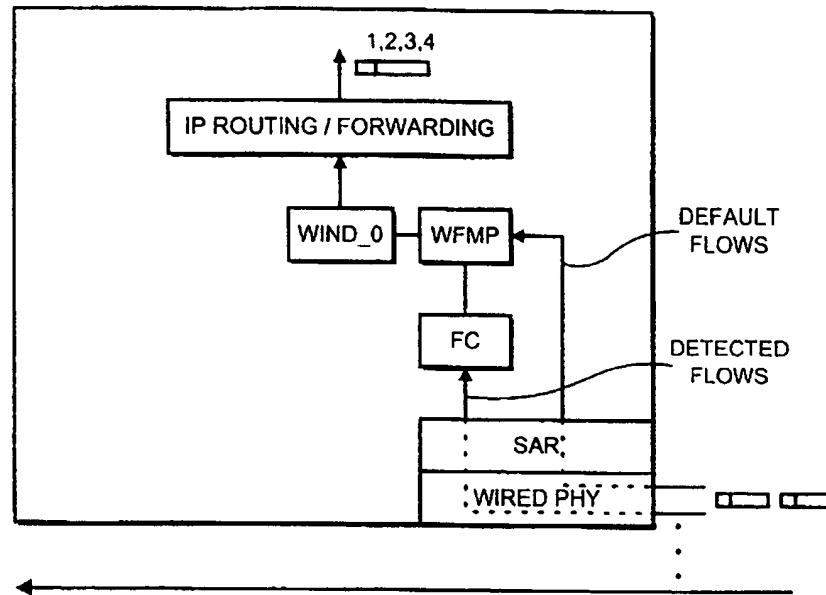 1,2,3,4
IP ROUTING / FORWARDING
WIND_0
WFMP
DEFAULT
FLOWS
FC
DETECTED
FLOWS
SAR
WIRED PHY